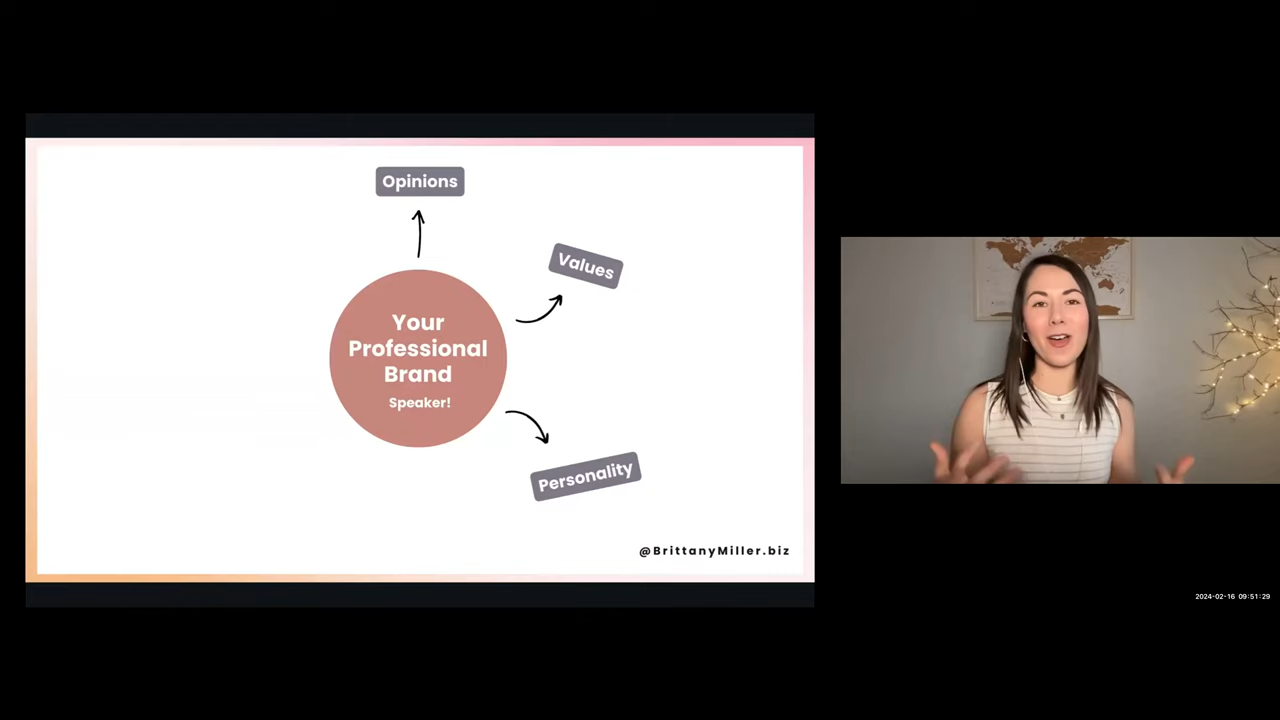 Opinions
Values
Your
Professional
Brand
Speaker!
Personality
@BrittanyMiller.biz
2024-02-16 09:51:29